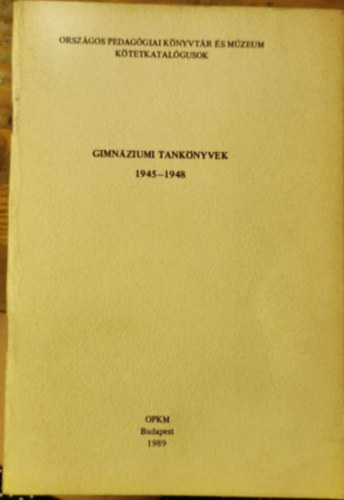 ORSZÁGOS PEDAGÓGIAI KÖNYVTÁR ÉS MÚZEUM
KÖTETKATALÓGUSOK
GIMNÁZIUMI TANKÖNYVEK
1945–1948
OPKM
Budapest
1989